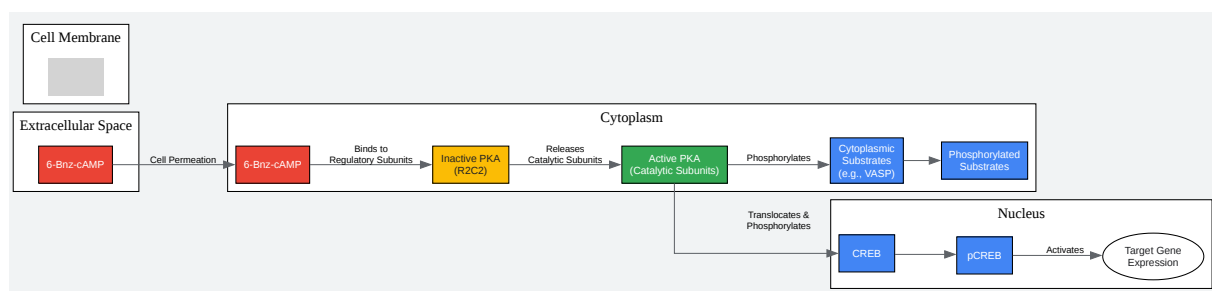 Cell Membrane
Extracellular Space
6-Bnz-cAMP
Cell Permeation
Cytoplasm
6-Bnz-cAMP
Binds to
Regulatory Subunits
Inactive PKA
(R2C2)
Releases
Catalytic Subunits
Active PKA
(Catalytic Subunits)
Phosphorylates
Cytoplasmic
Substrates
(e.g., VASP)
Phosphorylated
Substrates
Translocates &
Phosphorylates
Nucleus
CREB
pCREB
Activates
Target Gene
Expression